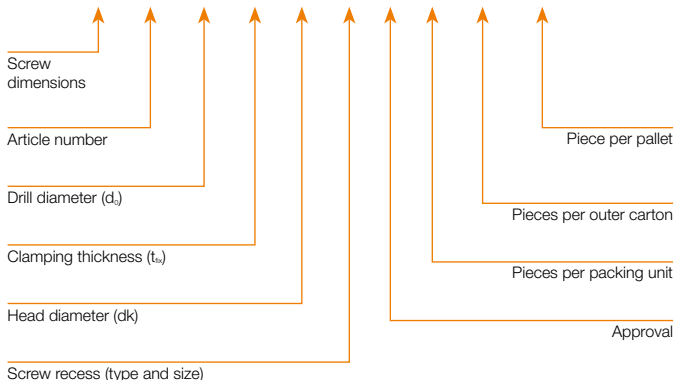 Screw
dimensions
Article number
Piece per pallet
Drill diameter (d₀)
Pieces per outer carton
Clamping thickness (tfix)
Pieces per packing unit
Head diameter (dk)
Approval
Screw recess (type and size)